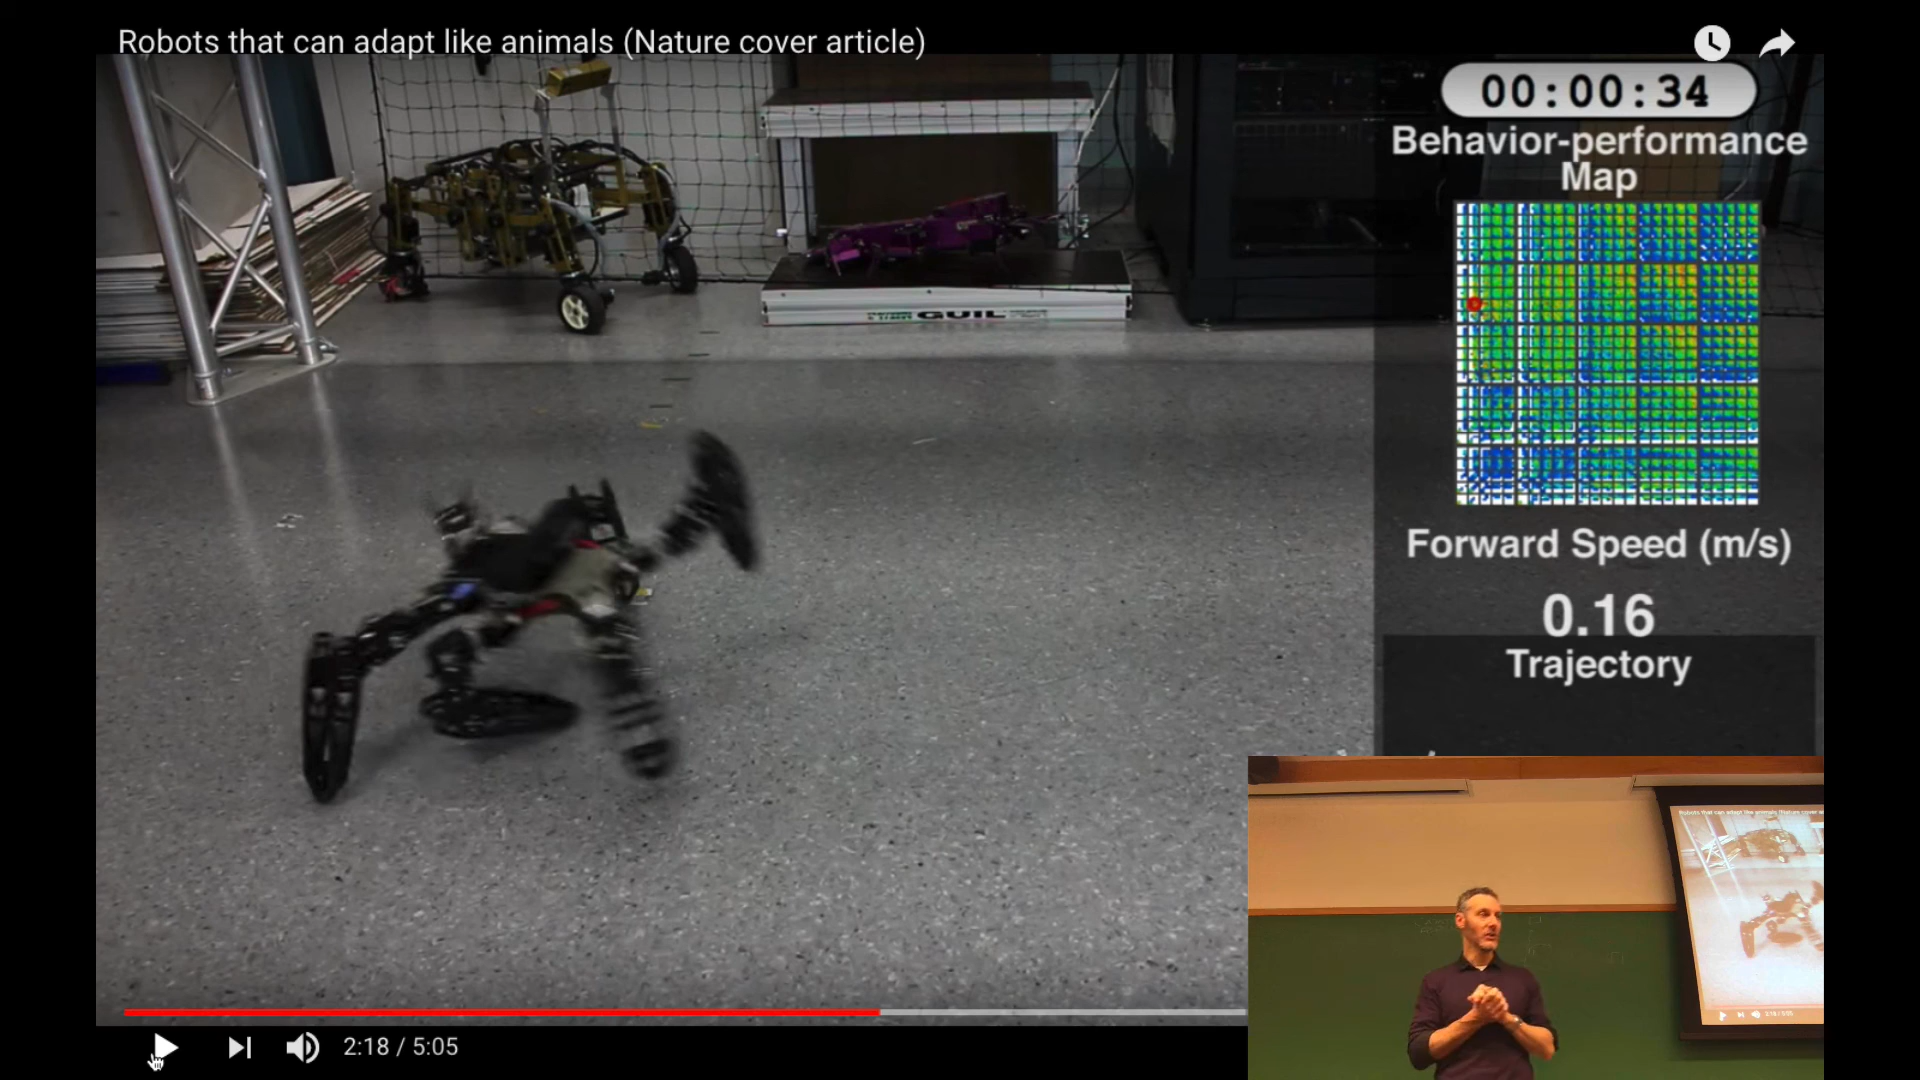 Robots that can adapt like animals (Nature cover article)
00:00:34
Behavior-performance
Map
GUIL
Forward Speed (m/s)
0.16
Trajectory
2:18 / 5:05